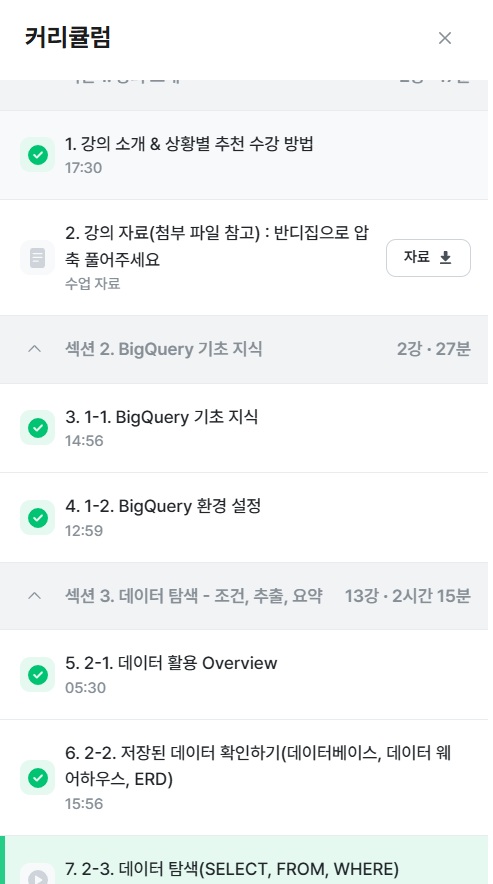 커리큘럼
1. 강의 소개 & 상황별 추천 수강 방법
17:30
2. 강의 자료(첨부 파일 참고) : 반디집으로 압
축 풀어주세요
자료
수업 자료
섹션 2. BigQuery 기초 지식 2강 · 27분
3. 1-1. BigQuery 기초 지식
14:56
4. 1-2. BigQuery 환경 설정
12:59
섹션 3. 데이터 탐색 - 조건, 추출, 요약 13강 · 2시간 15분
5. 2-1. 데이터 활용 Overview
05:30
6. 2-2. 저장된 데이터 확인하기(데이터베이스, 데이터 웨
어하우스, ERD)
15:56
7. 2-3. 데이터 탐색(SELECT, FROM, WHERE)